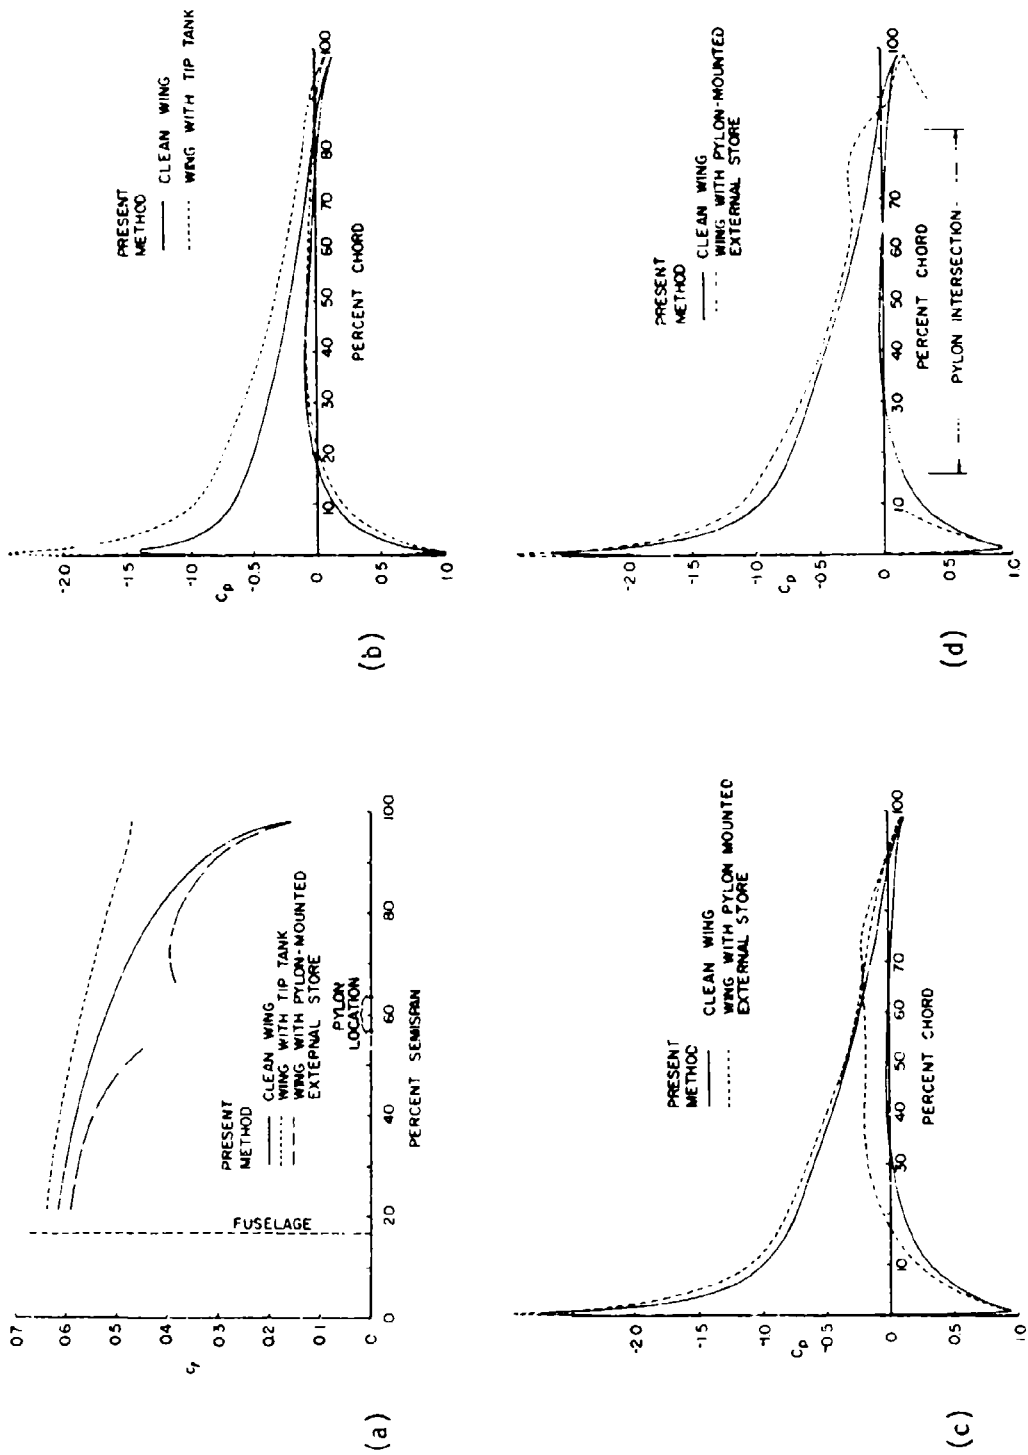 (a)
0.7
0.6
0.5
0.4
0.3
0.2
0.1
0
C_l
FUSELAGE
PRESENT
METHOD
CLEAN WING
WING WITH TIP TANK
WING WITH PYLON-MOUNTED
EXTERNAL STORE
PYLON
LOCATION
0 20 40 60 80 100
PERCENT SEMISPAN
(b)
-2.0
-1.5
-1.0
-0.5
0
0.5
1.0
C_p
PRESENT
METHOD
CLEAN WING
WING WITH TIP TANK
10 20 30 40 50 60 70 80 100
PERCENT CHORD
(c)
-2.0
-1.5
-1.0
-0.5
0
0.5
1.0
C_p
PRESENT
METHOD
CLEAN WING
WING WITH PYLON MOUNTED
EXTERNAL STORE
10 30 40 50 60 70 100
PERCENT CHORD
(d)
-2.0
-1.5
-1.0
-0.5
0
0.5
1.0
C_p
PRESENT
METHOD
CLEAN WING
WING WITH PYLON-MOUNTED
EXTERNAL STORE
10 30 40 50 60 70 100
PERCENT CHORD
PYLON INTERSECTION